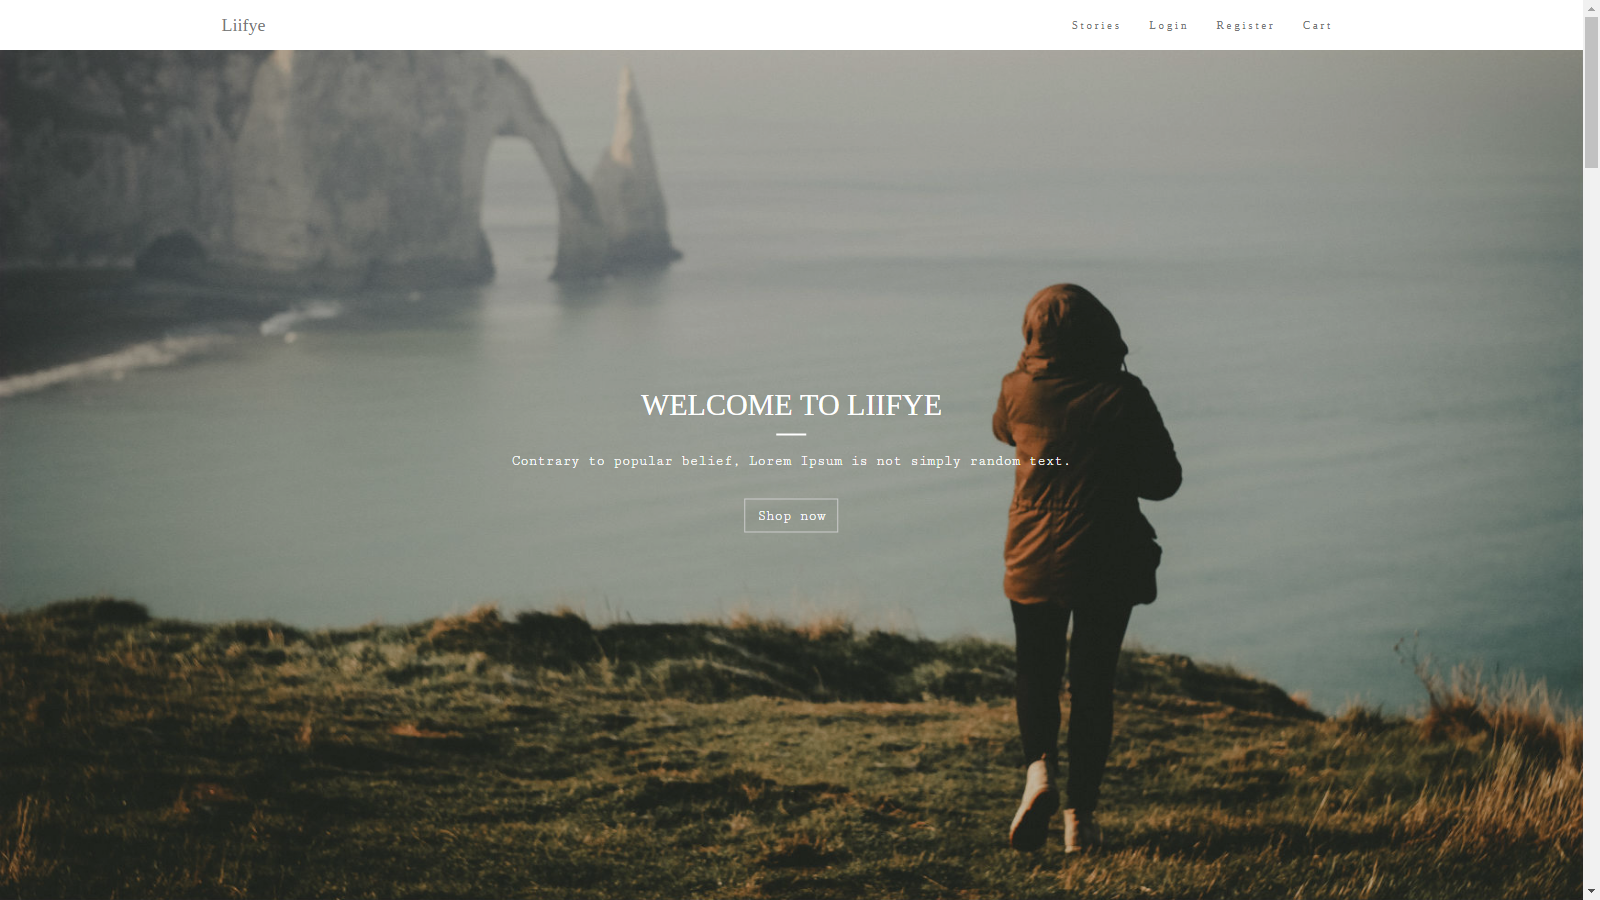 Liifye
Stories Login Register Cart
WELCOME TO LIIFYE
Contrary to popular belief, Lorem Ipsum is not simply random text.
Shop now